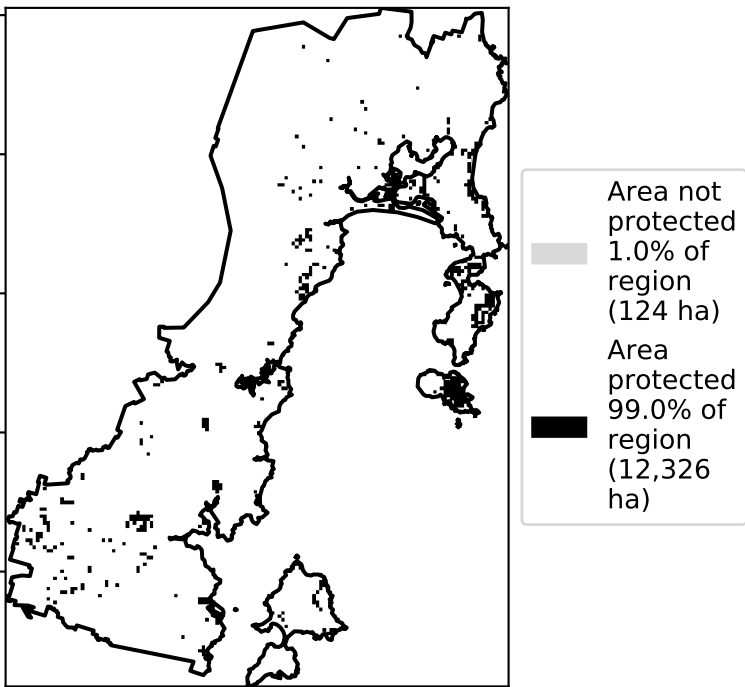 Area not
protected
1.0% of
region
(124 ha)
Area
protected
99.0% of
region
(12,326
ha)